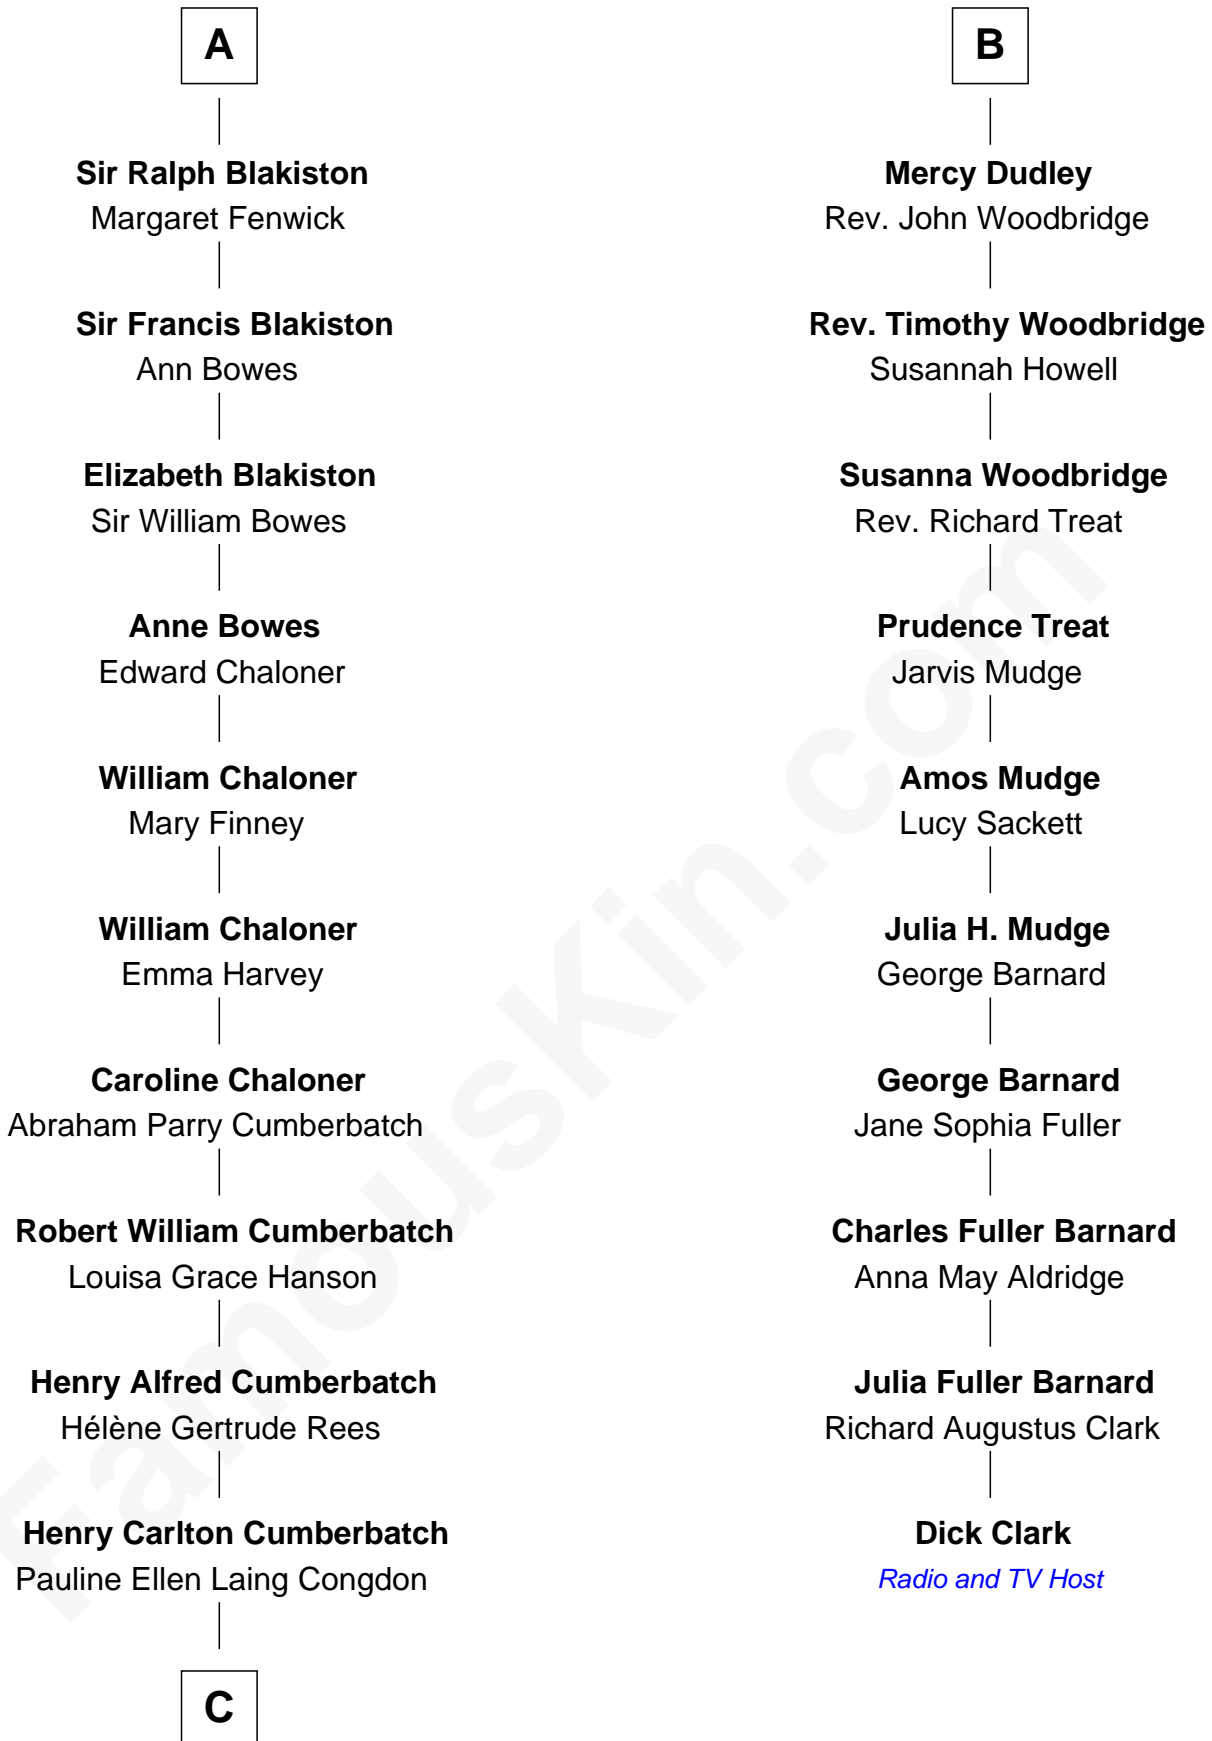 A
Sir Ralph Blakiston
Margaret Fenwick
Sir Francis Blakiston
Ann Bowes
Elizabeth Blakiston
Sir William Bowes
Anne Bowes
Edward Chaloner
William Chaloner
Mary Finney
William Chaloner
Emma Harvey
Caroline Chaloner
Abraham Parry Cumberbatch
Robert William Cumberbatch
Louisa Grace Hanson
Henry Alfred Cumberbatch
Hélène Gertrude Rees
Henry Carlton Cumberbatch
Pauline Ellen Laing Congdon
C
B
Mercy Dudley
Rev. John Woodbridge
Rev. Timothy Woodbridge
Susannah Howell
Susanna Woodbridge
Rev. Richard Treat
Prudence Treat
Jarvis Mudge
Amos Mudge
Lucy Sackett
Julia H. Mudge
George Barnard
George Barnard
Jane Sophia Fuller
Charles Fuller Barnard
Anna May Aldridge
Julia Fuller Barnard
Richard Augustus Clark
Dick Clark
Radio and TV Host
FamousKin.com